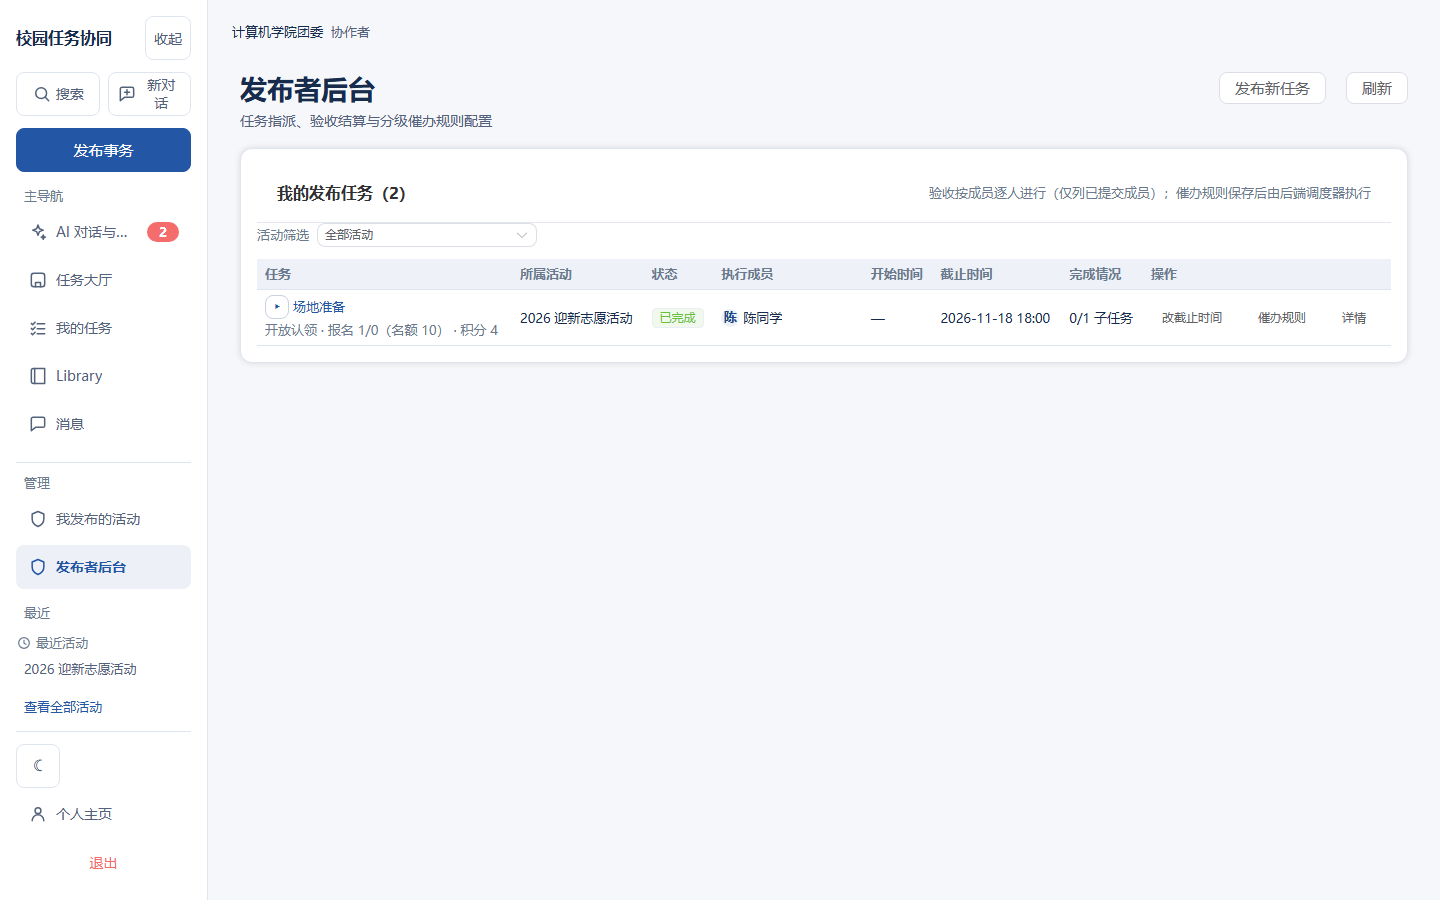 校园任务协同
收起
搜索
新对话
发布事务
主导航
AI 对话与...
2
任务大厅
我的任务
Library
消息
管理
我发布的活动
发布者后台
最近
最近活动
2026 迎新志愿活动
查看全部活动
个人主页
退出
计算机学院团委 协作者
发布者后台
任务指派、验收结算与分级催办规则配置
发布新任务
刷新
我的发布任务（2）
验收按成员逐人进行（仅列已提交成员）；催办规则保存后由后端调度器执行
活动筛选
全部活动
任务 所属活动 状态 执行成员 开始时间 截止时间 完成情况 操作
场地准备
开放认领 · 报名 1/0（名额 10） · 积分 4
2026 迎新志愿活动
已完成
陈 陈同学
—
2026-11-18 18:00
0/1 子任务
改截止时间
催办规则
详情